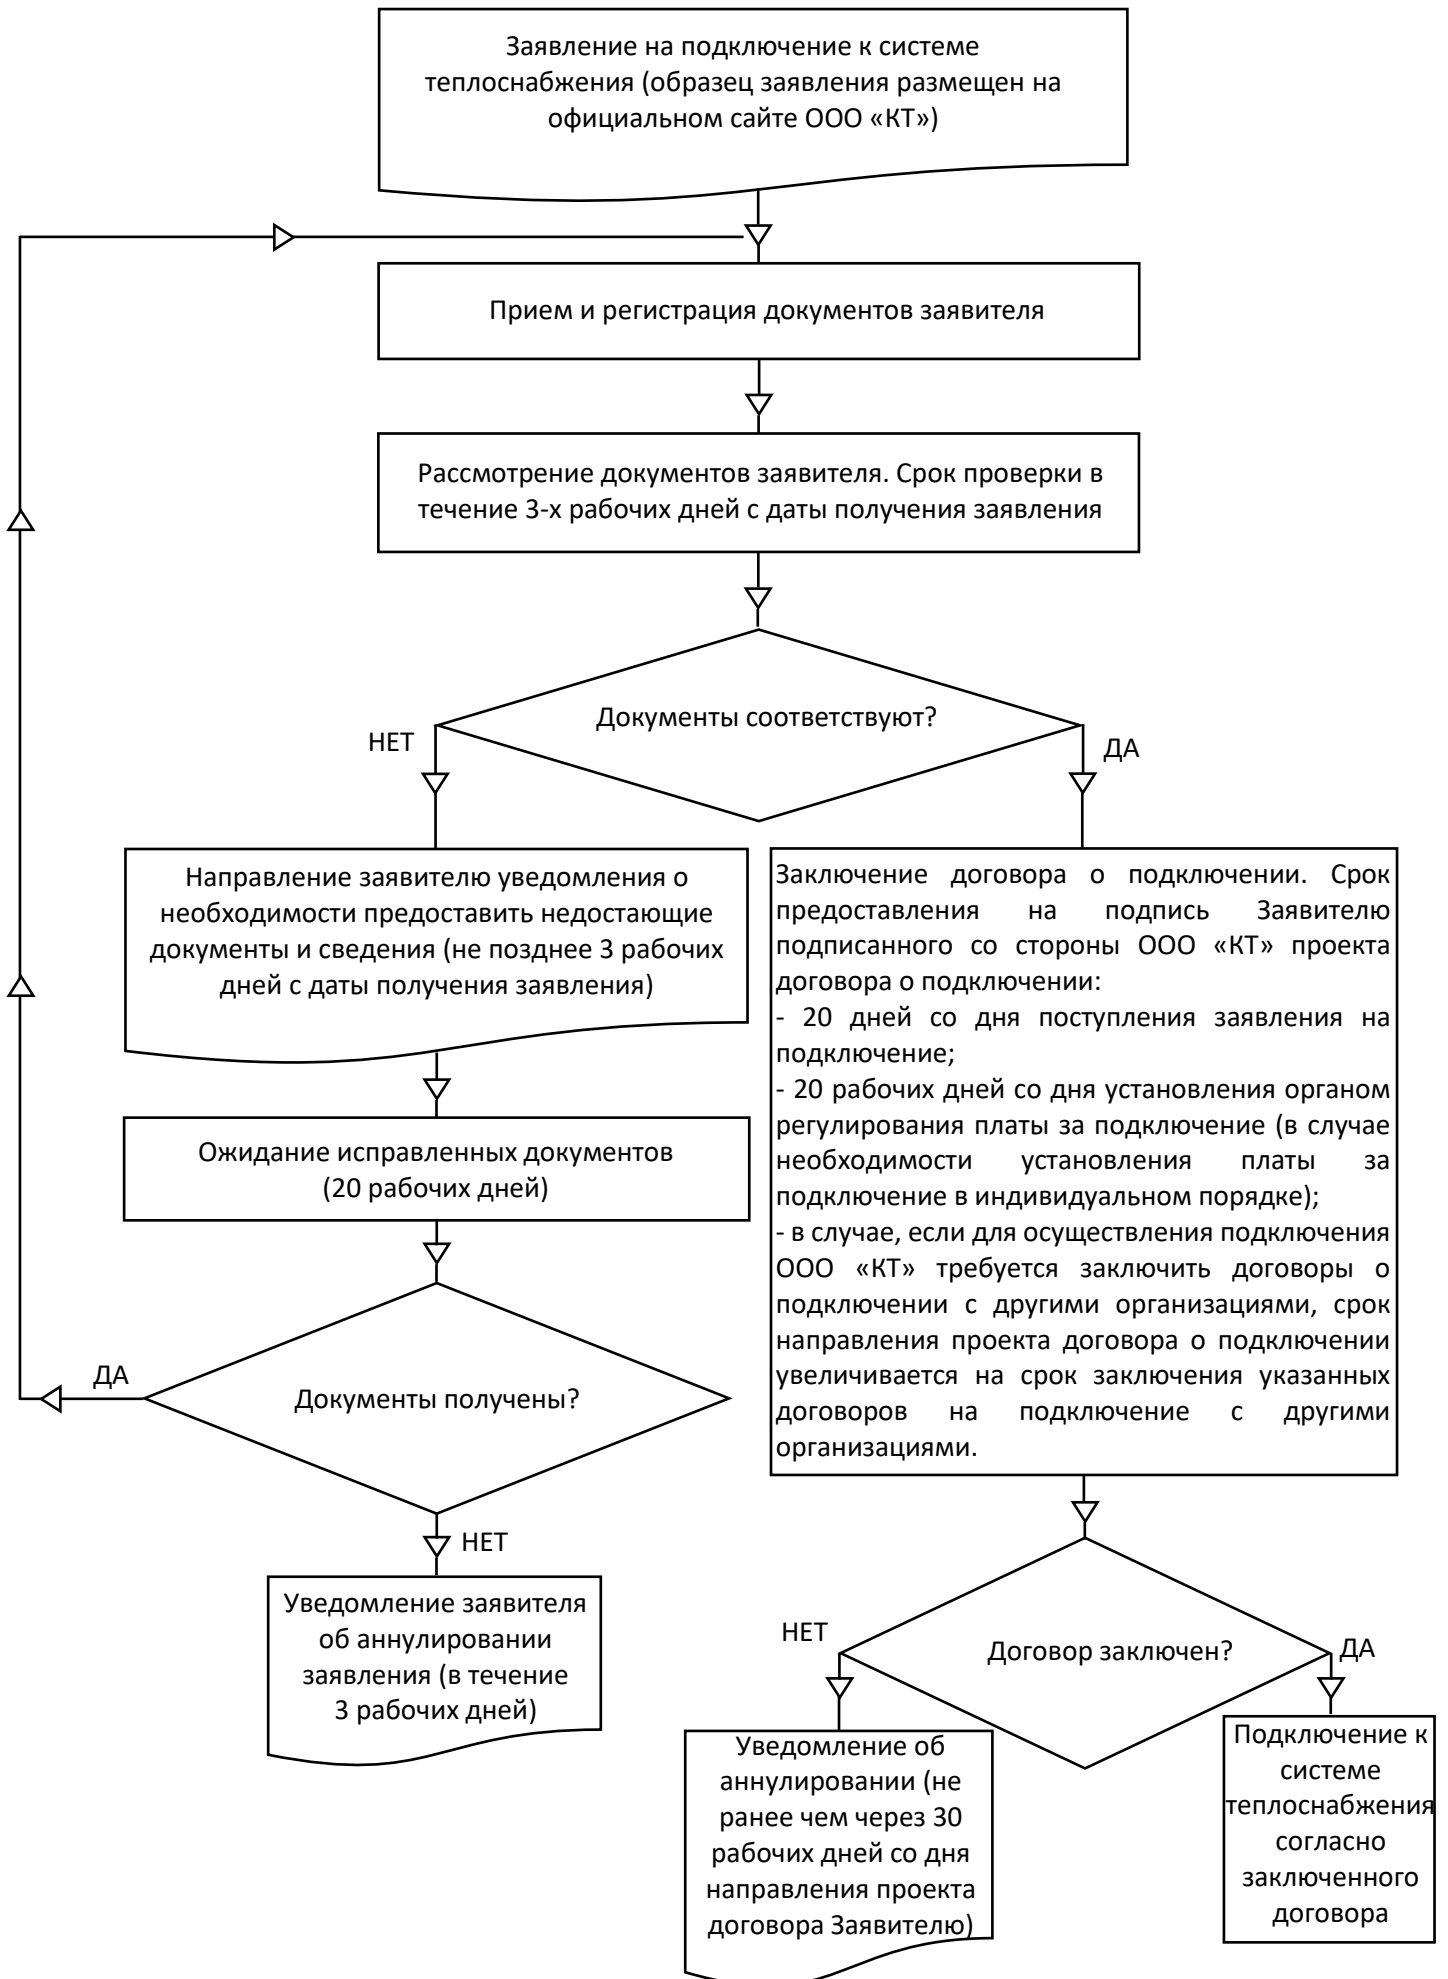 Заявление на подключение к системе
теплоснабжения (образец заявления размещен на
официальном сайте ООО «КТ»)
Прием и регистрация документов заявителя
Рассмотрение документов заявителя. Срок проверки в
течение 3-х рабочих дней с даты получения заявления
Документы соответствуют?
НЕТ
ДА
Направление заявителю уведомления о
необходимости предоставить недостающие
документы и сведения (не позднее 3 рабочих
дней с даты получения заявления)
Ожидание исправленных документов
(20 рабочих дней)
ДА
Документы получены?
НЕТ
Уведомление заявителя
об аннулировании
заявления (в течение
3 рабочих дней)
Заключение договора о подключении. Срок
предоставления на подпись Заявителю
подписанного со стороны ООО «КТ» проекта
договора о подключении:
- 20 дней со дня поступления заявления на
подключение;
- 20 рабочих дней со дня установления органом
регулирования платы за подключение (в случае
необходимости установления платы за
подключение в индивидуальном порядке);
- в случае, если для осуществления подключения
ООО «КТ» требуется заключить договоры о
подключении с другими организациями, срок
направления проекта договора о подключении
увеличивается на срок заключения указанных
договоров на подключение с другими
организациями.
НЕТ
Договор заключен?
ДА
Уведомление об
аннулировании (не
ранее чем через 30
рабочих дней со дня
направления проекта
договора Заявителю)
Подключение к
системе
теплоснабжения
согласно
заключенного
договора